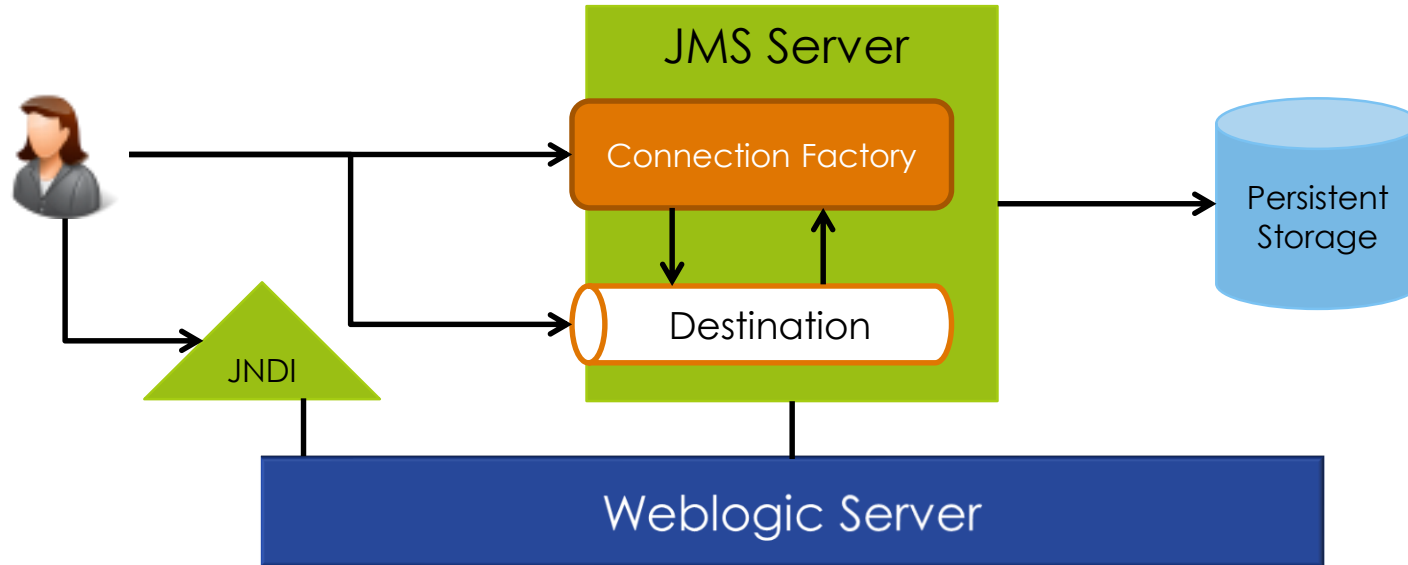 JMS Server
Connection Factory
Persistent
Storage
Destination
JNDI
Weblogic Server